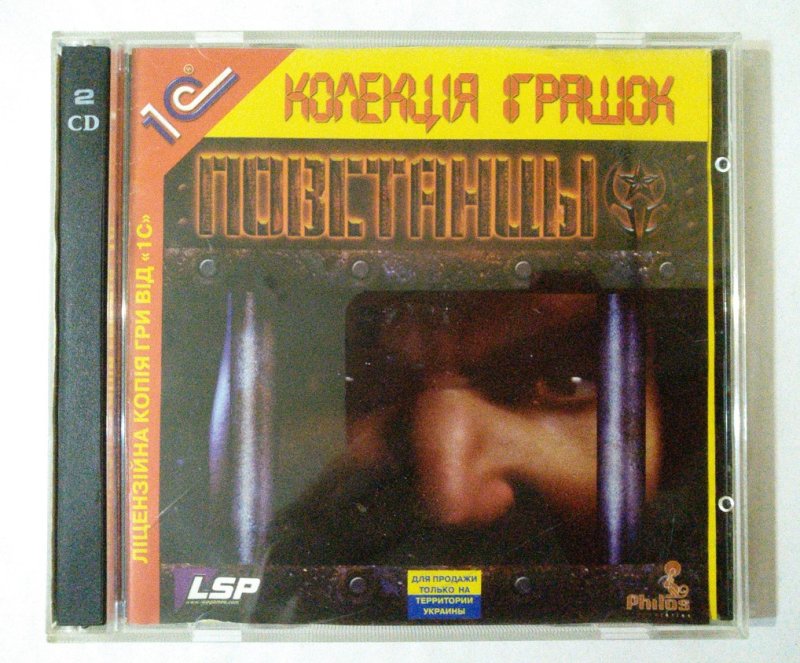 2
CD
1С®
КОЛЕКЦІЯ ІГРАШОК
ПОВСТАНЦЫ
ЛІЦЕНЗІЙНА КОПІЯ ГРИ ВІД «1С»
LSP
ДЛЯ ПРОДАЖИ
ТОЛЬКО НА
ТЕРРИТОРИИ
УКРАИНЫ
Philos